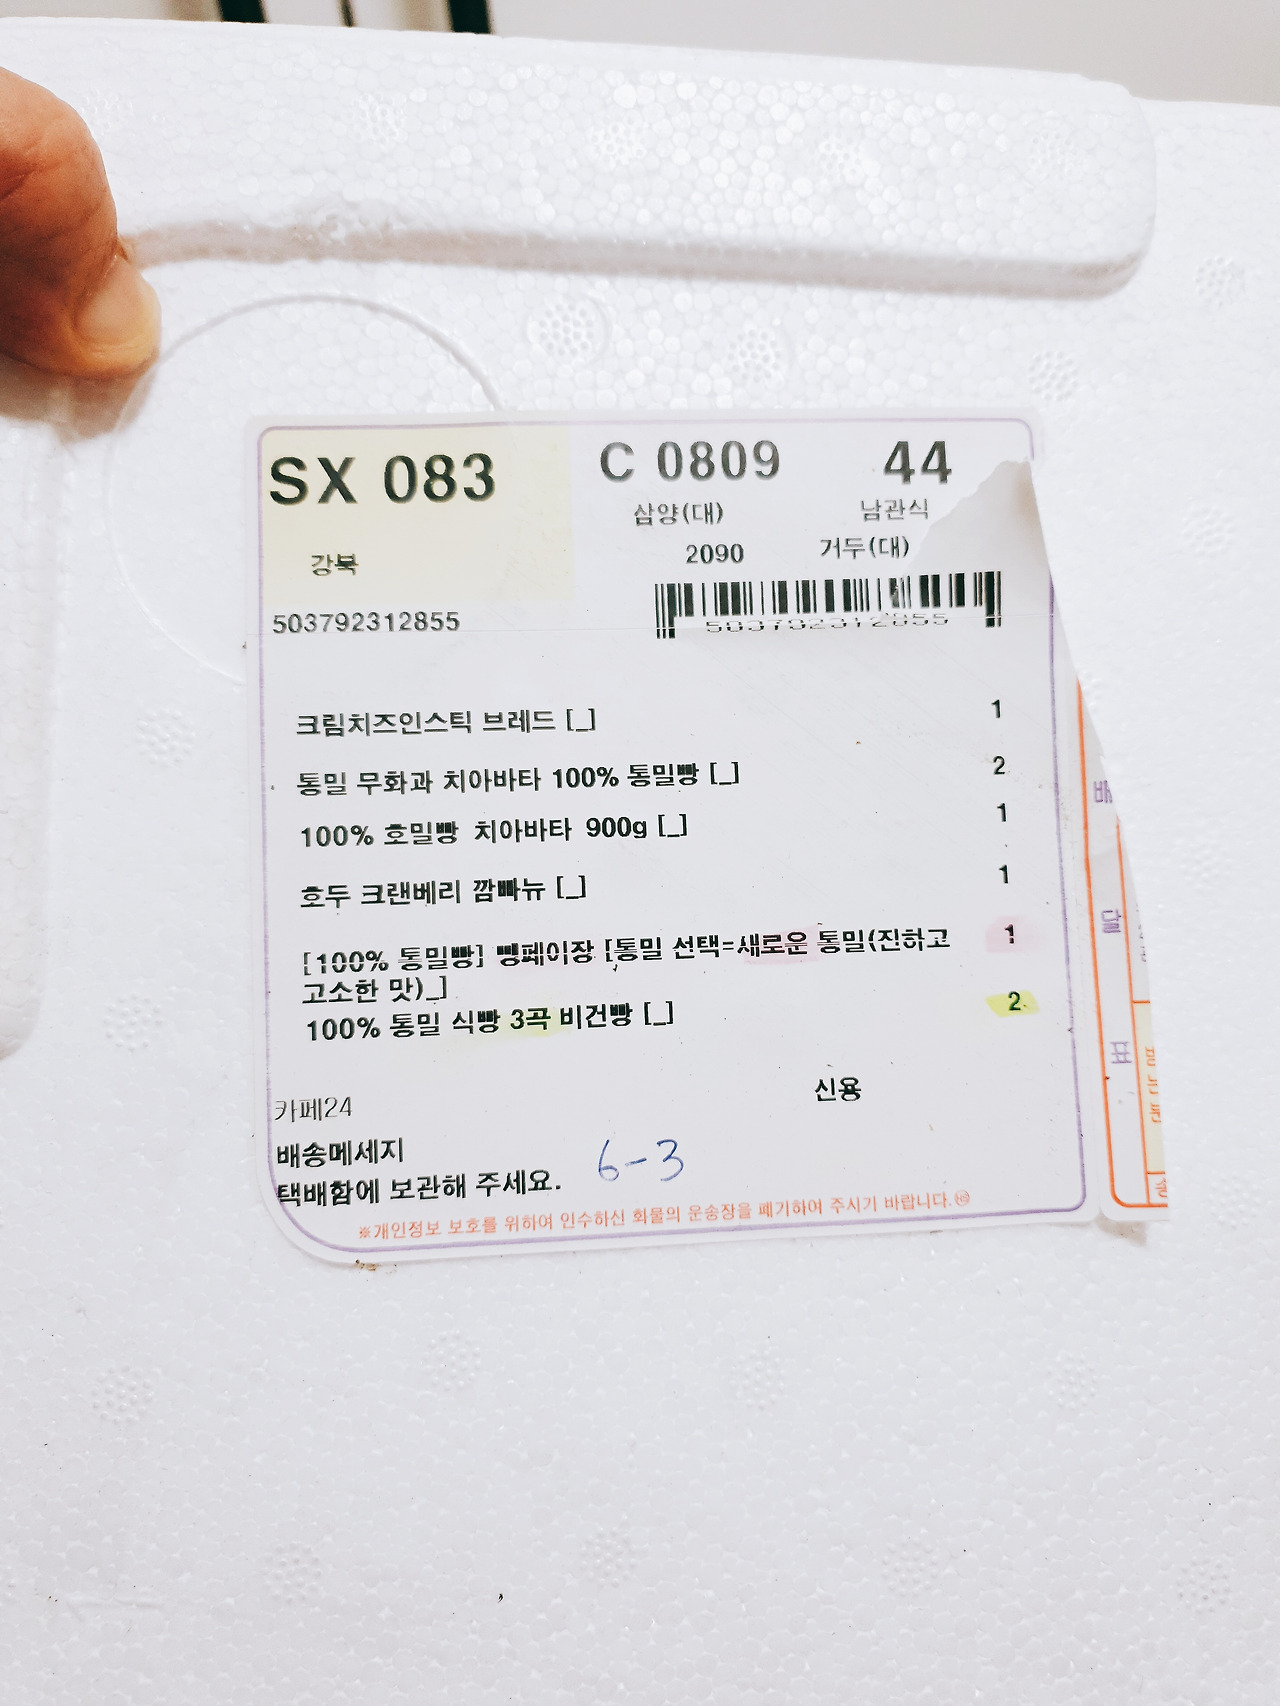 SX 083
C 0809
44
삼양(대)
남관식
강북
2090
거두(대)
503792312855
503792312855
크림치즈인스틱 브레드 [_]
1
통밀 무화과 치아바타 100% 통밀빵 [_]
2
100% 호밀빵 치아바타 900g [_]
1
호두 크랜베리 깜빠뉴 [_]
1
[100% 통밀빵] 뺑페이장 [통밀 선택=새로운 통밀(진하고
1
고소한 맛)_]
100% 통밀 식빵 3곡 비건빵 [_]
2
카페24
신용
배송메세지
택배함에 보관해 주세요.
6-3
※개인정보 보호를 위하여 인수하신 화물의 운송장을 폐기하여 주시기 바랍니다.
배
달
표